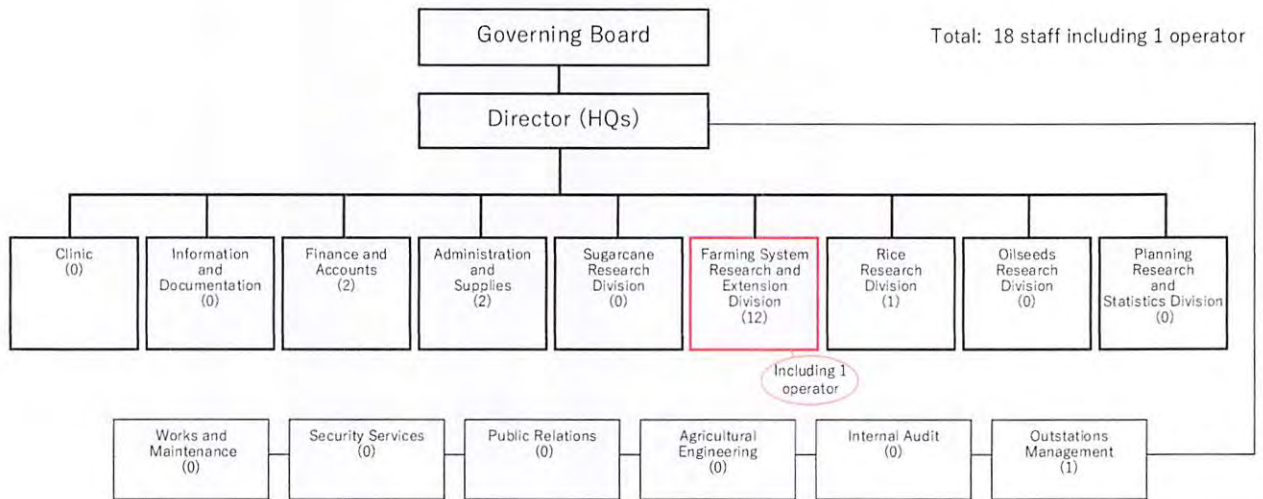 Governing Board
Total: 18 staff including 1 operator
Director (HQs)
Clinic
(0)
Information
and
Documentation
(0)
Finance and
Accounts
(2)
Administration
and
Supplies
(2)
Sugarcane
Research
Division
(0)
Farming System
Research and
Extension
Division
(12)
Rice
Research
Division
(1)
Oilseeds
Research
Division
(0)
Planning
Research
and
Statistics Division
(0)
Including 1
operator
Works and
Maintenance
(0)
Security Services
(0)
Public Relations
(0)
Agricultural
Engineering
(0)
Internal Audit
(0)
Outstations
Management
(1)